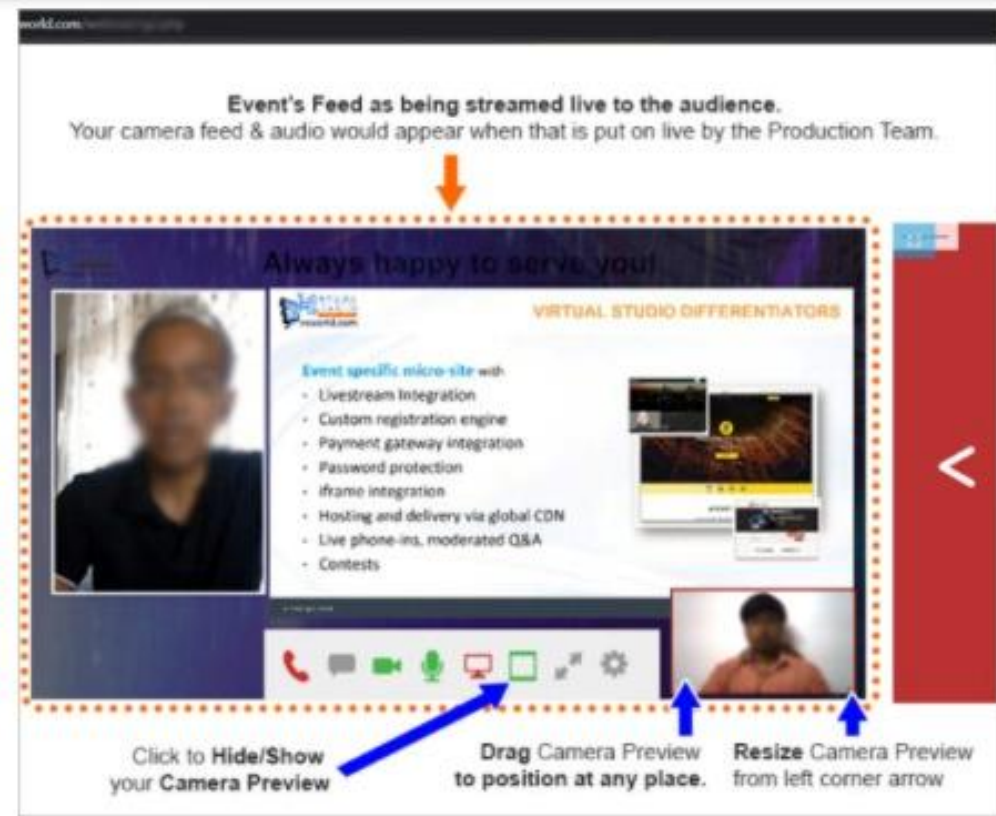 world.com
Event's Feed as being streamed live to the audience.
Your camera feed & audio would appear when that is put on live by the Production Team.
Always happy to serve you!
VIRTUAL STUDIO DIFFERENTIATORS
Event specific micro-site with
- Livestream Integration
- Custom registration engine
- Payment gateway integration
- Password protection
- iframe integration
- Hosting and delivery via global CDN
- Live phone-ins, moderated Q&A
- Contests
Click to Hide/Show
your Camera Preview
Drag Camera Preview
to position at any place.
Resize Camera Preview
from left corner arrow